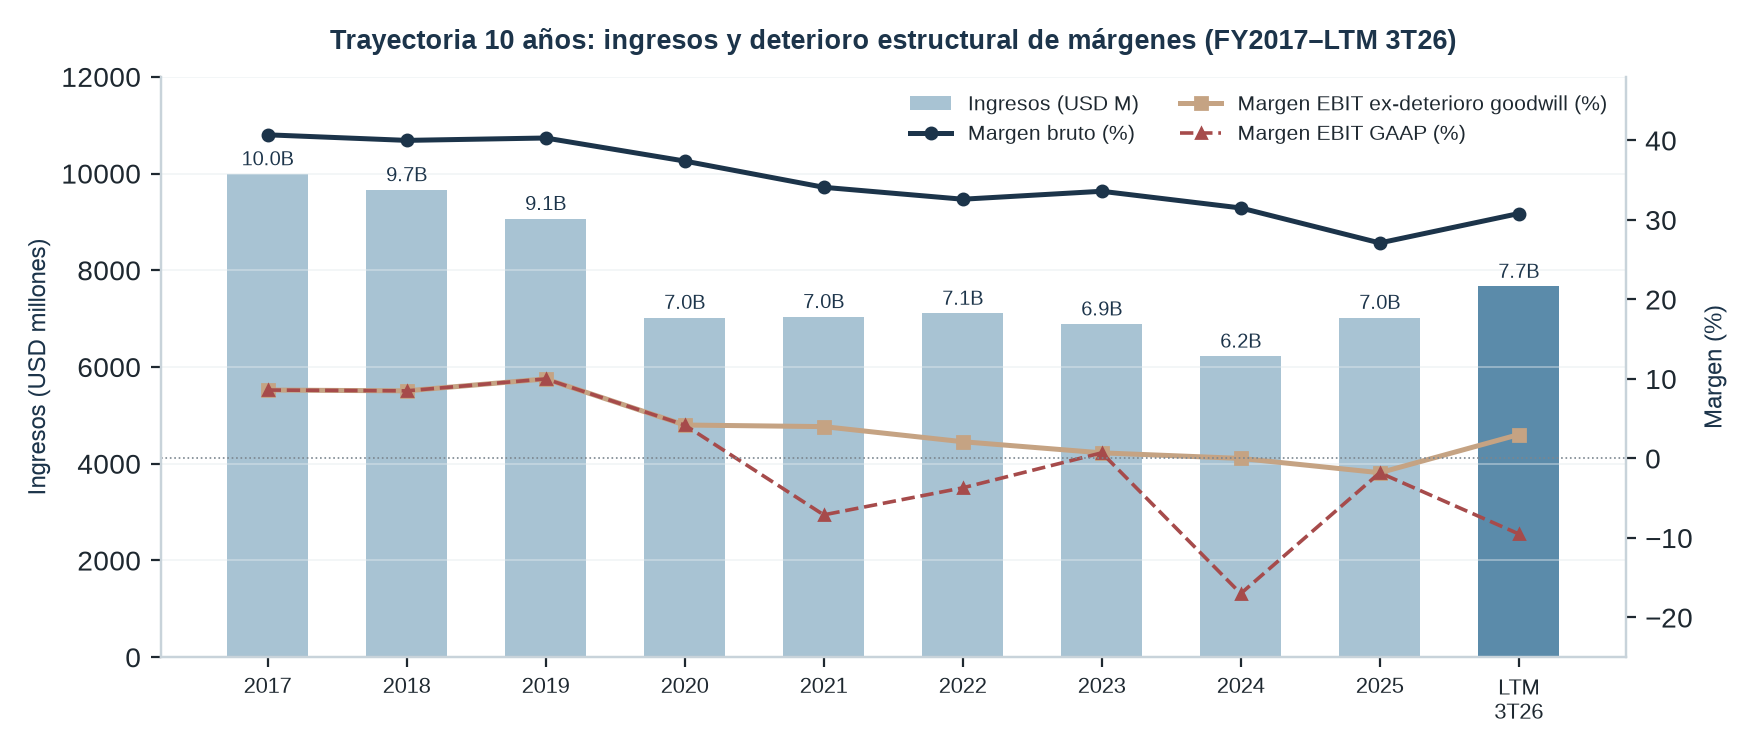 Trayectoria 10 años: ingresos y deterioro estructural de márgenes (FY2017–LTM 3T26)
Ingresos (USD M)
Margen bruto (%)
Margen EBIT ex-deterioro goodwill (%)
Margen EBIT GAAP (%)
Ingresos (USD millones)
12000
10000
8000
6000
4000
2000
0
10.0B
9.7B
9.1B
7.0B
7.0B
7.1B
6.9B
6.2B
7.0B
7.7B
40
30
20
10
0
−10
−20
Margen (%)
2017
2018
2019
2020
2021
2022
2023
2024
2025
LTM
3T26